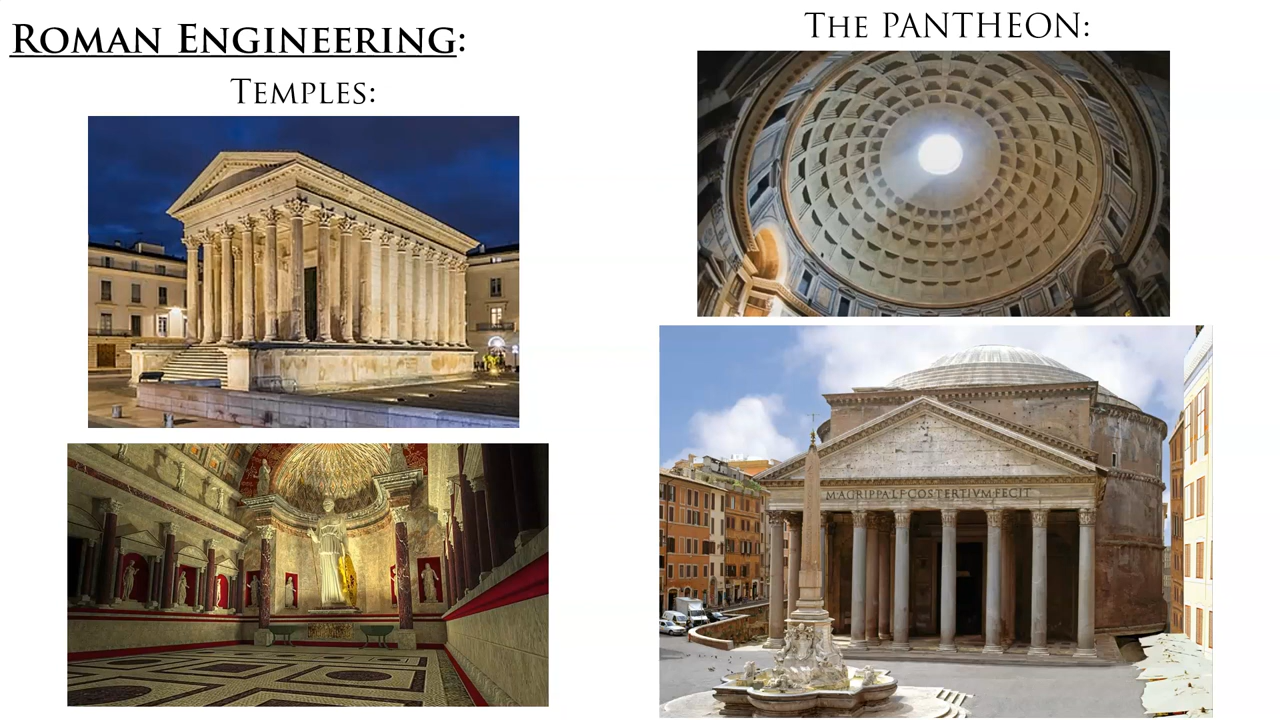 ROMAN ENGINEERING:
TEMPLES:
THE PANTHEON:
M·AGRIPPA·L·F·COS·TERTIVM·FECIT